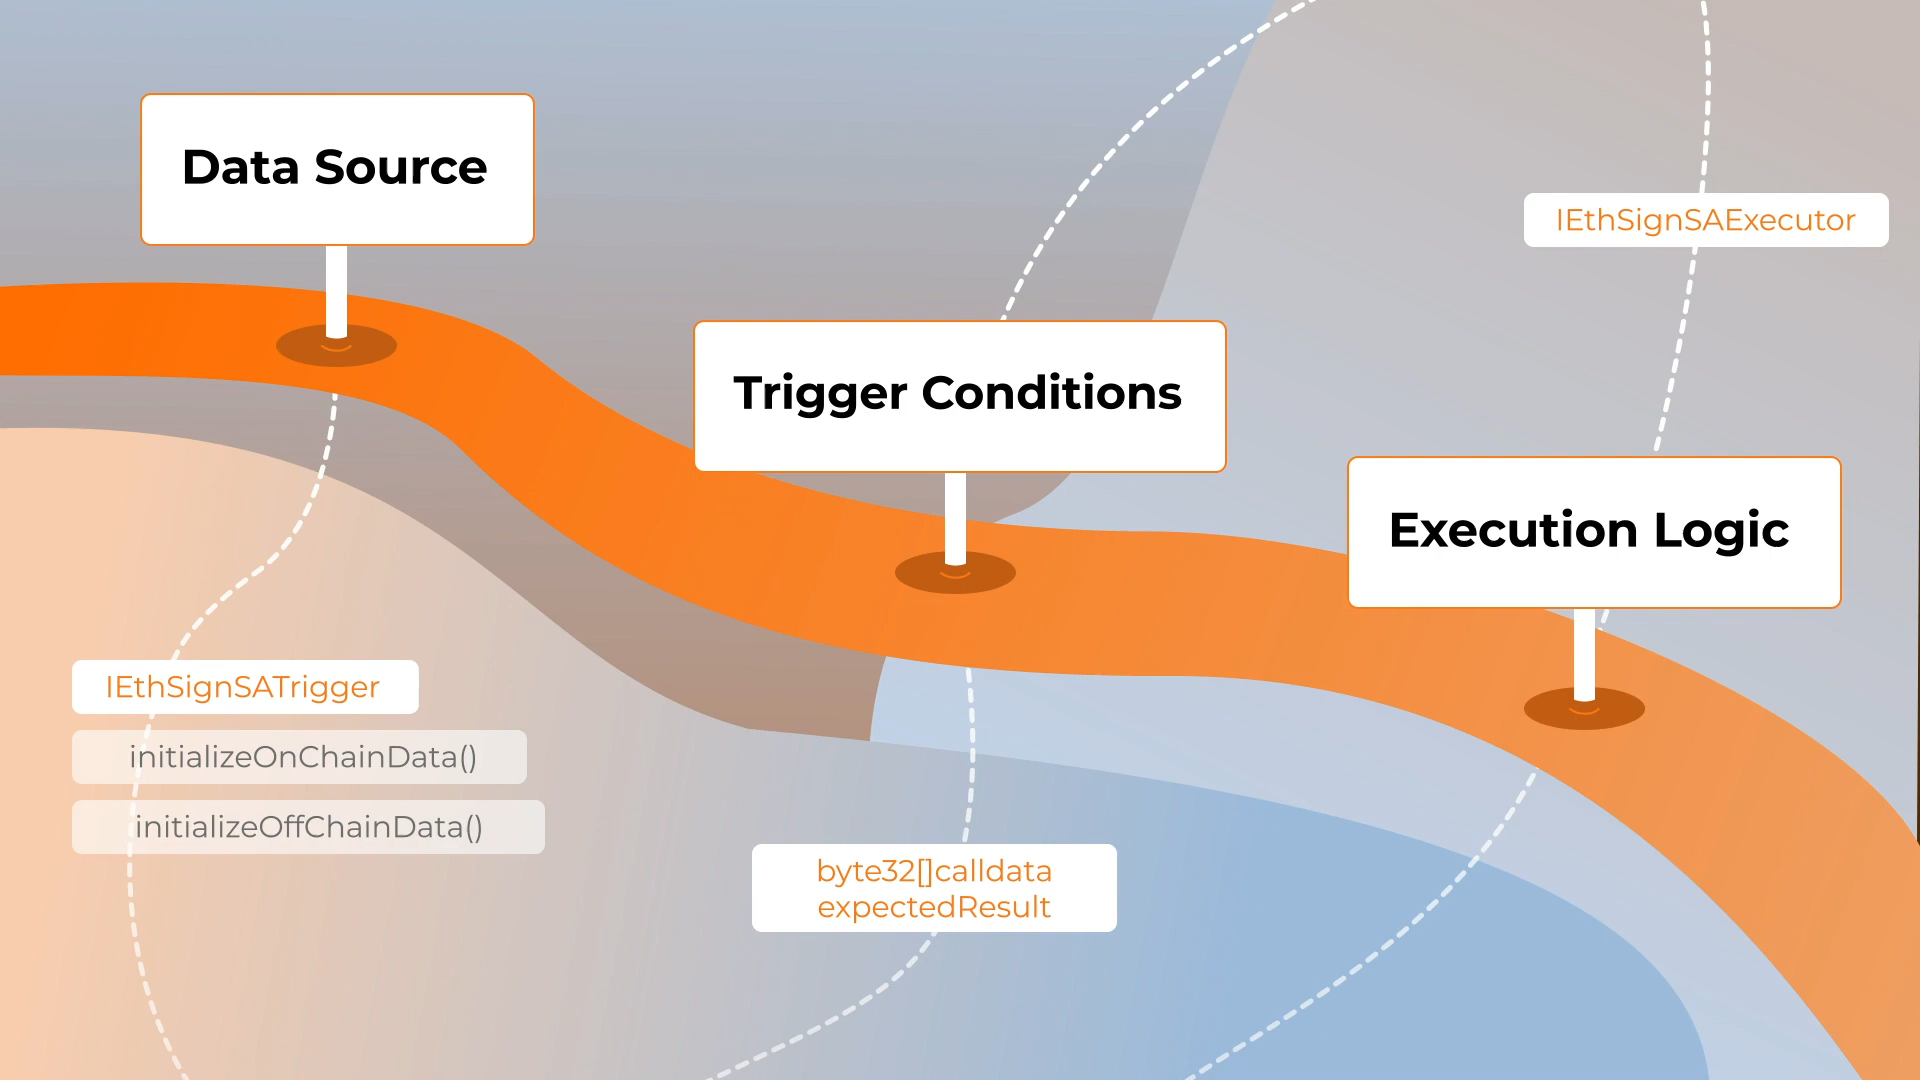 Data Source
IEthSignSAExecutor
Trigger Conditions
Execution Logic
IEthSignSATrigger
initializeOnChainData()
initializeOffChainData()
byte32[]calldata
expectedResult